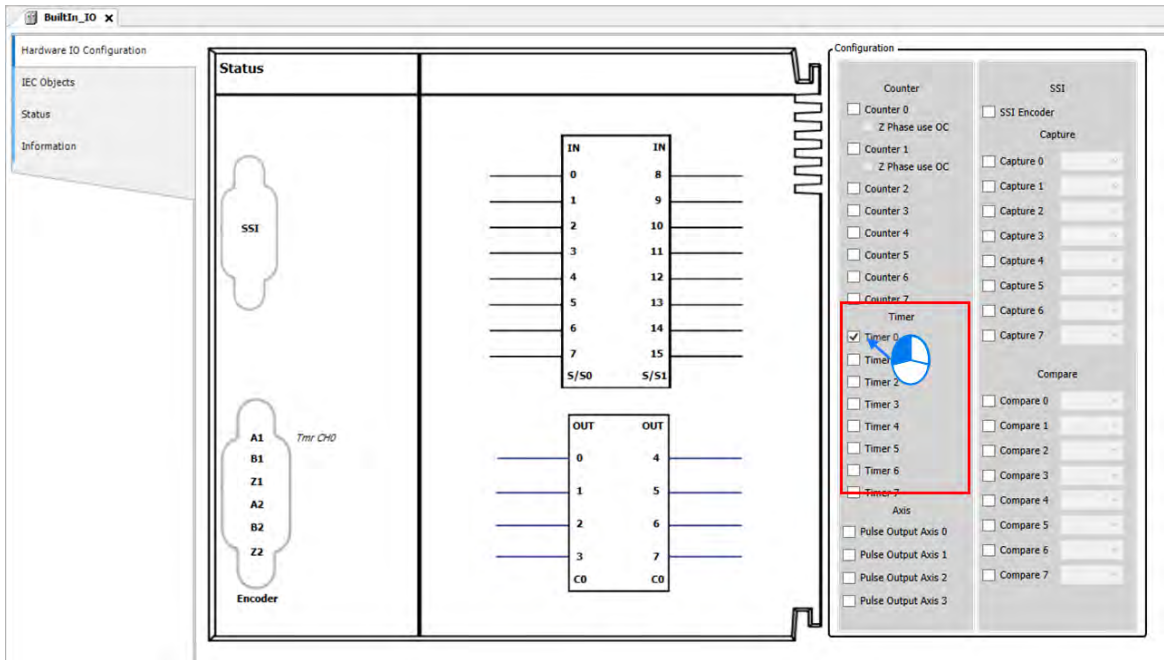 BuiltIn_IO x
Hardware IO Configuration
IEC Objects
Status
Information
Status
SSI
IN IN
0 8
1 9
2 10
3 11
4 12
5 13
6 14
7 15
S/S0 S/S1
A1 Tmr CH0
B1
Z1
A2
B2
Z2
Encoder
OUT OUT
0 4
1 5
2 6
3 7
C0 C0
Configuration
Counter
Counter 0
Z Phase use OC
Counter 1
Z Phase use OC
Counter 2
Counter 3
Counter 4
Counter 5
Counter 6
Counter 7
Timer
Timer 0
Timer
Timer 2
Timer 3
Timer 4
Timer 5
Timer 6
Timer 7
Axis
Pulse Output Axis 0
Pulse Output Axis 1
Pulse Output Axis 2
Pulse Output Axis 3
SSI
SSI Encoder
Capture
Capture 0
Capture 1
Capture 2
Capture 3
Capture 4
Capture 5
Capture 6
Capture 7
Compare
Compare 0
Compare 1
Compare 2
Compare 3
Compare 4
Compare 5
Compare 6
Compare 7